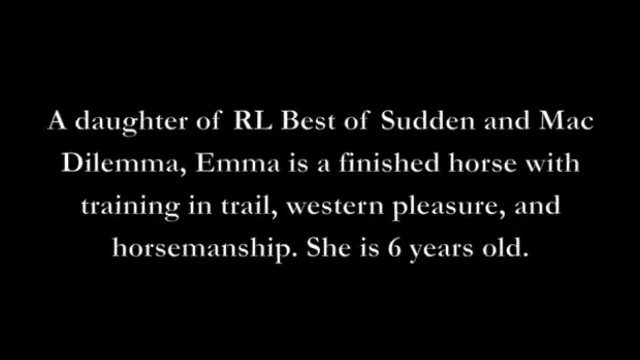 A daughter of RL Best of Sudden and Mac
Dilemma, Emma is a finished horse with
training in trail, western pleasure, and
horsemanship. She is 6 years old.